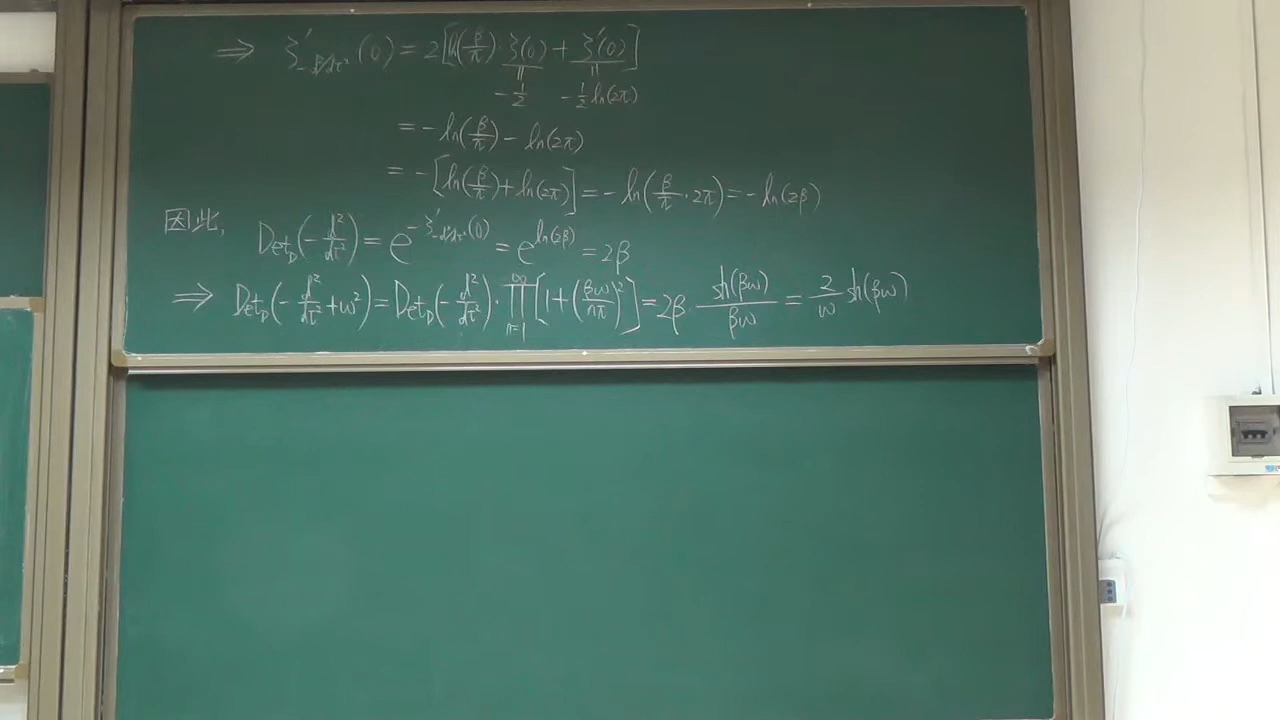 ⇒ ζ'_{-d²/dτ²}(0) = 2[ln(β/π)·ζ(0) + ζ'(0)]
-1/2 -1/2 ln(2π)
= -ln(β/π) - ln(2π)
= -[ln(β/π) + ln(2π)] = -ln(β/π · 2π) = -ln(2β)
因此, Det_D(-d²/dτ²) = e^{-ζ'_{-d²/dτ²}(0)} = e^{ln(2β)} = 2β
⇒ Det_D(-d²/dτ² + ω²) = Det_D(-d²/dτ²) · ∏_{n=1}^{∞} [1 + (βω/nπ)²] = 2β · sh(βω)/βω = 2/ω sh(βω)